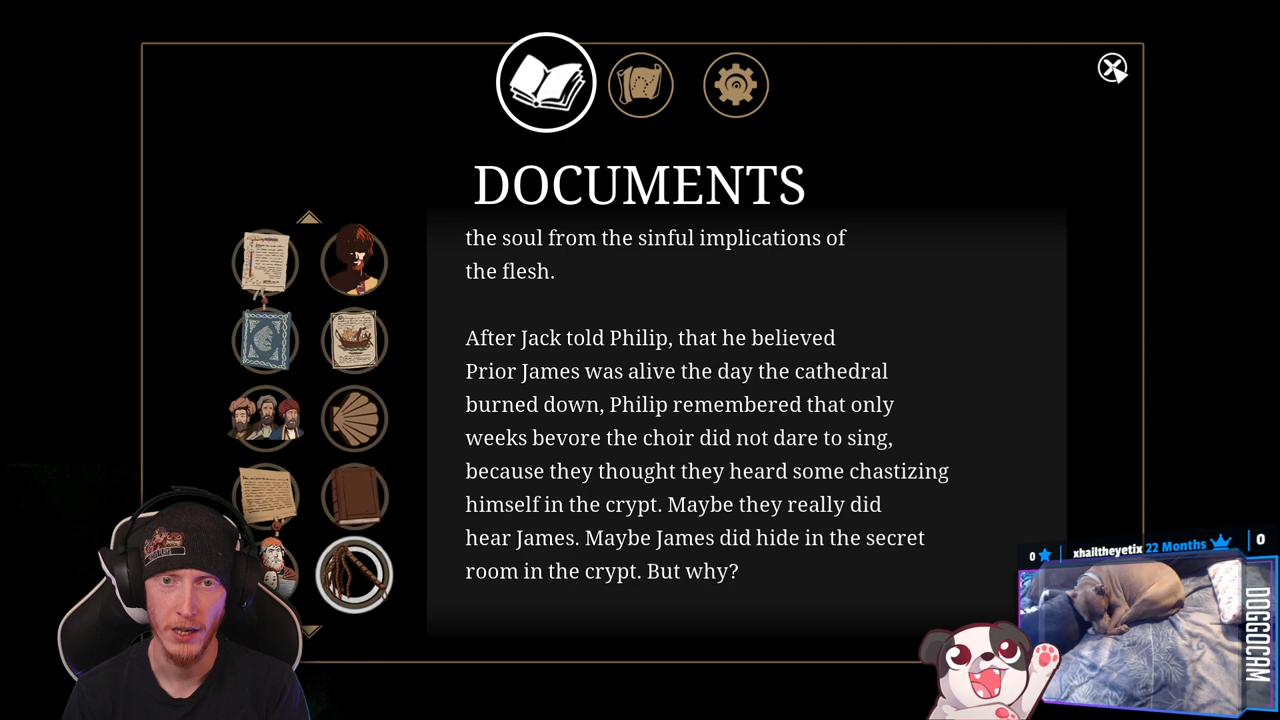 DOCUMENTS
the soul from the sinful implications of
the flesh.
After Jack told Philip, that he believed
Prior James was alive the day the cathedral
burned down, Philip remembered that only
weeks bevore the choir did not dare to sing,
because they thought they heard some chastizing
himself in the crypt. Maybe they really did
hear James. Maybe James did hide in the secret
room in the crypt. But why?
0 xhailtheyetix 22 Months 0
DOGGOCAM